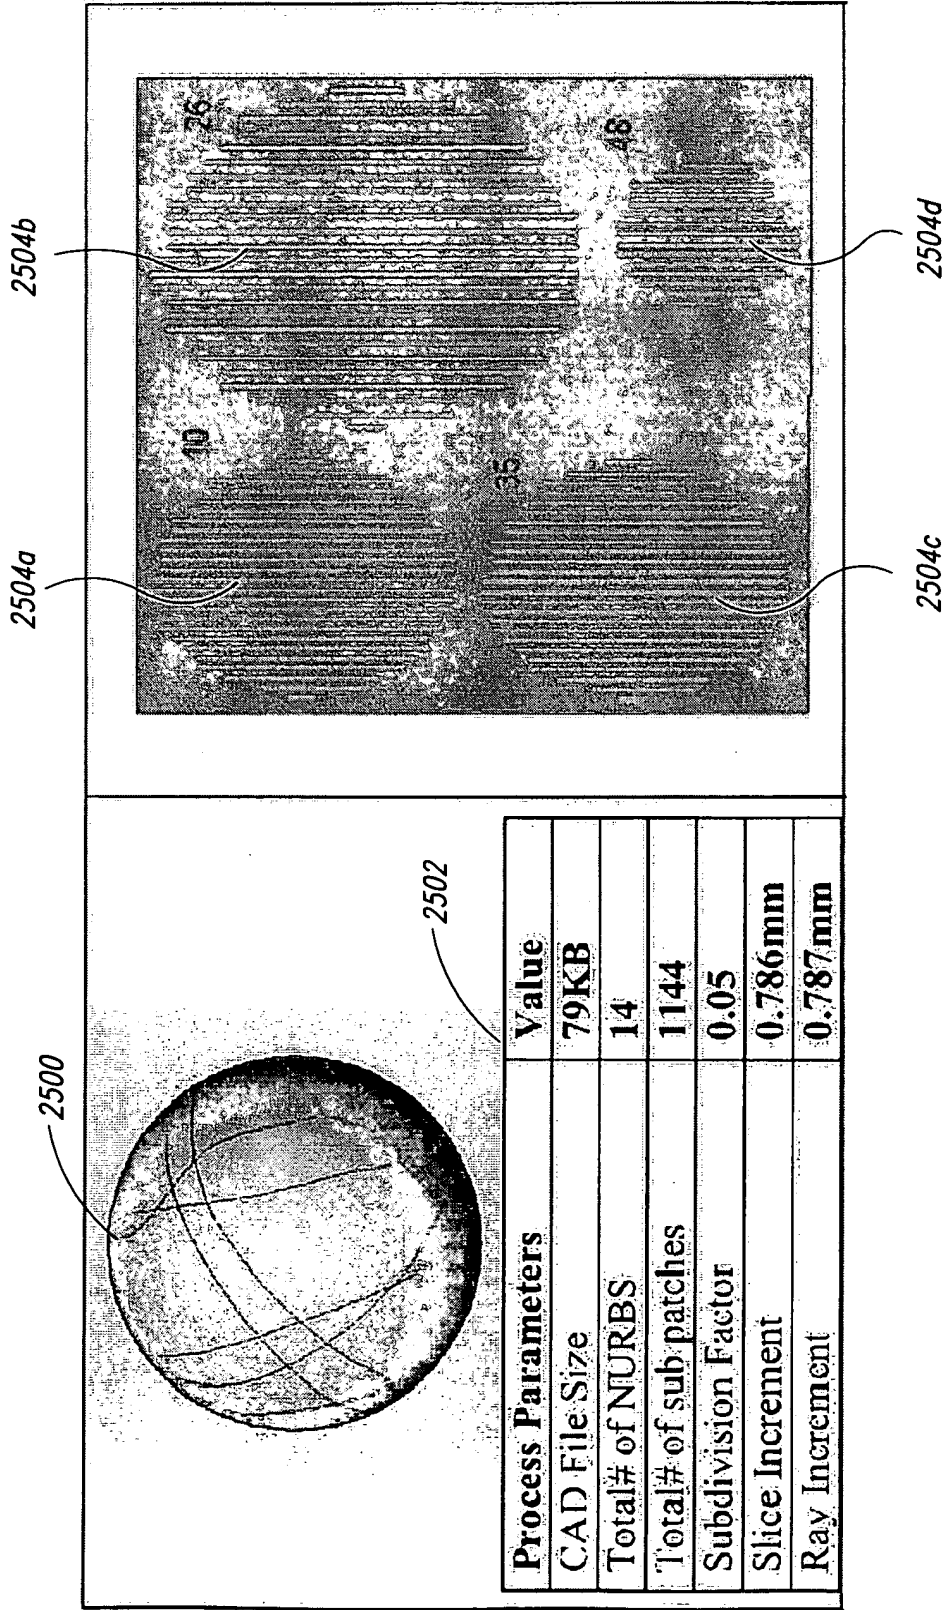 2500
2502
Process Parameters Value
CAD File Size 79KB
Total# of NURBS 14
Total# of sub patches 1144
Subdivision Factor 0.05
Slice Increment 0.786mm
Ray Increment 0.787mm
2504a
2504b
10
26
35
48
2504c
2504d